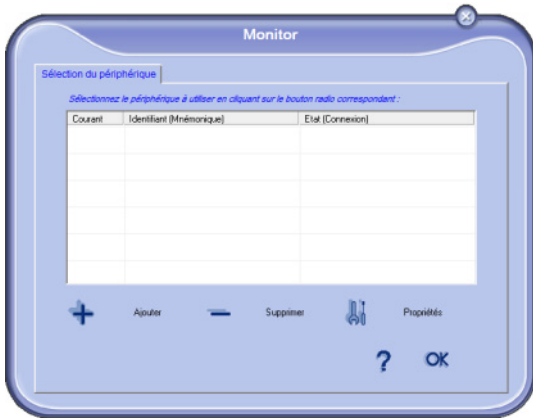 Monitor
Sélection du périphérique
Sélectionnez le périphérique à utiliser en cliquant sur le bouton radio correspondant :
Courant Identifiant (Mnémonique) Etat (Connexion)
Ajouter Supprimer Propriétés
? OK